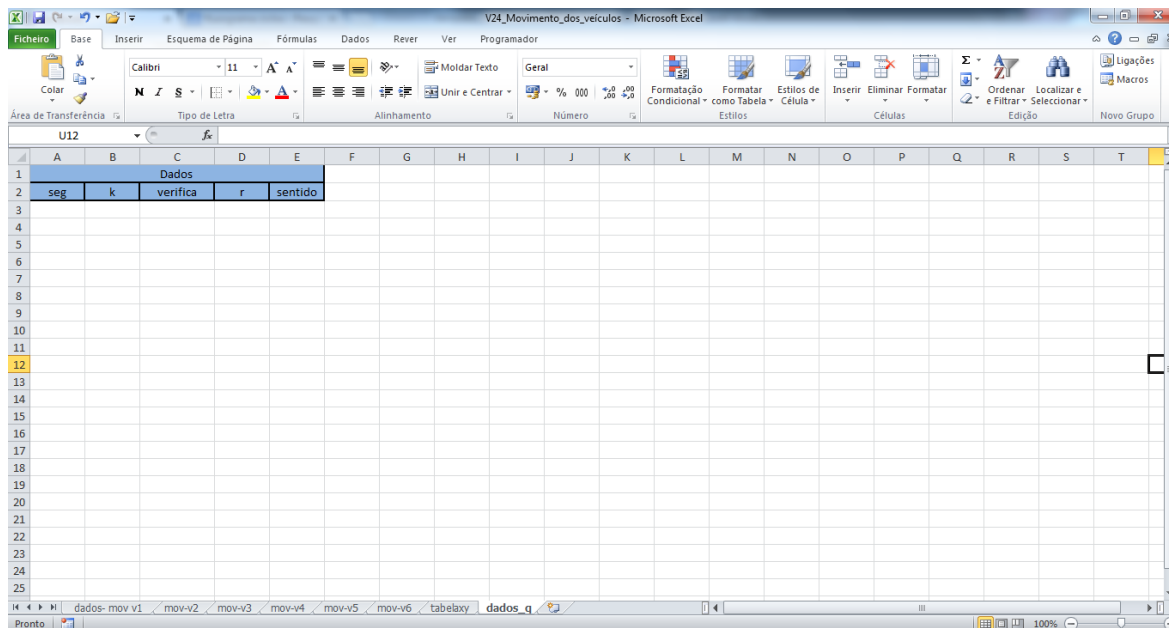 V24_Movimento_dos_veículos - Microsoft Excel
Ficheiro Base Inserir Esquema de Página Fórmulas Dados Rever Ver Programador
Colar
Calibri 11 A A
N I S A
Moldar Texto
Unir e Centrar
Geral
% 000 ,00 ,0
Formatação Condicional
Formatar como Tabela
Estilos de Célula
Inserir Eliminar Formatar
Σ
Ordenar e Filtrar
Localizar e Seleccionar
Ligações
Macros
Área de Transferência Tipo de Letra Alinhamento Número Estilos Células Edição Novo Grupo
U12 fx
A B C D E F G H I J K L M N O P Q R S T
1 Dados
2 seg k verifica r sentido
3
4
5
6
7
8
9
10
11
12
13
14
15
16
17
18
19
20
21
22
23
24
25
dados- mov v1 mov-v2 mov-v3 mov-v4 mov-v5 mov-v6 tabelaxy dados_q
Pronto 100%